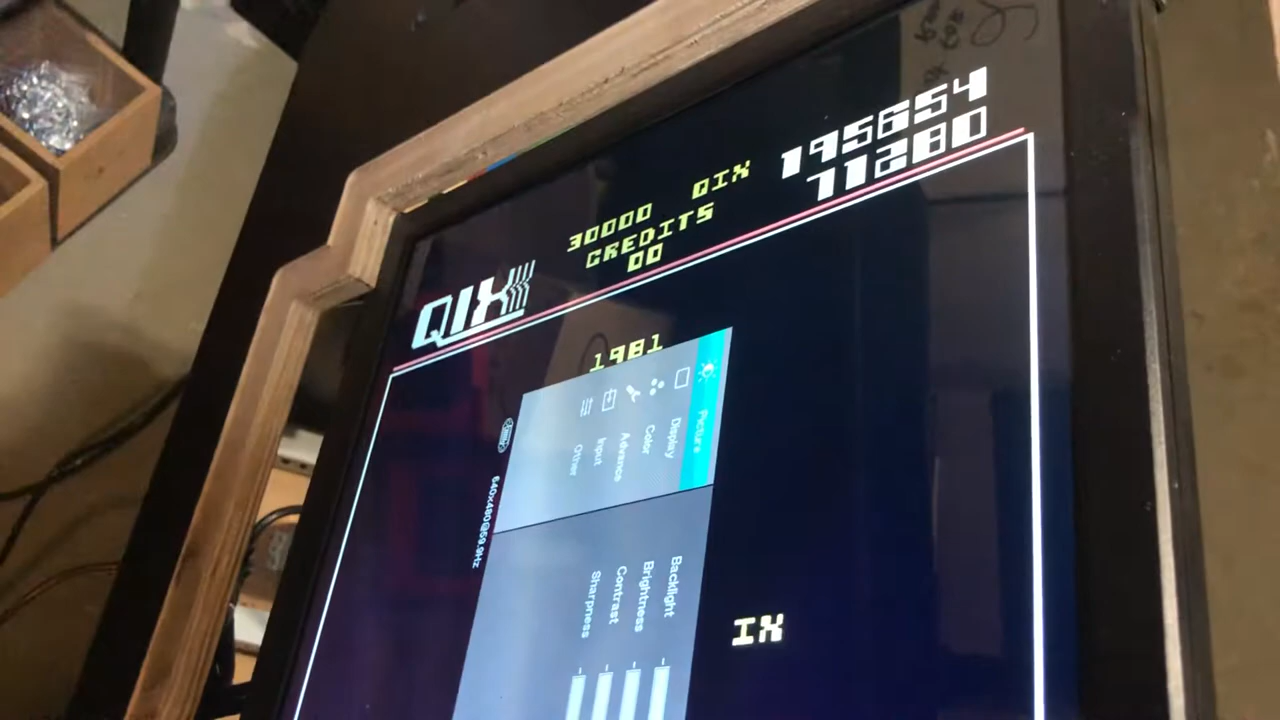 QIX
30000 QIX 195654
CREDITS 71280
00
1981
Picture
Display
Color
Advance
Input
Other
640x480@59.9Hz
Backlight
Brightness
Contrast
Sharpness
IX